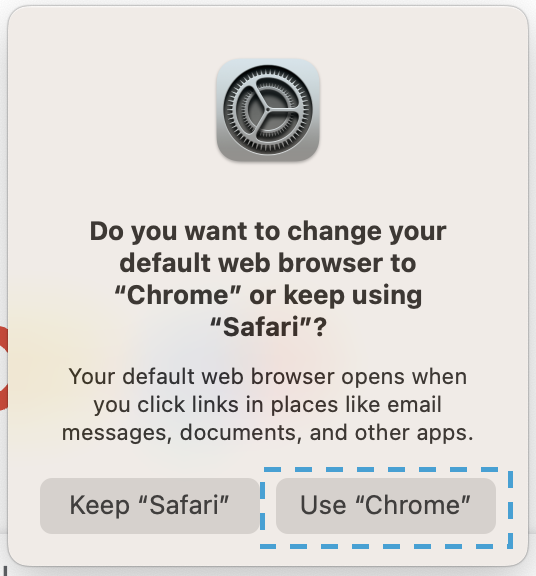 Do you want to change your
default web browser to
“Chrome” or keep using
“Safari”?
Your default web browser opens when
you click links in places like email
messages, documents, and other apps.
Keep “Safari”
Use “Chrome”